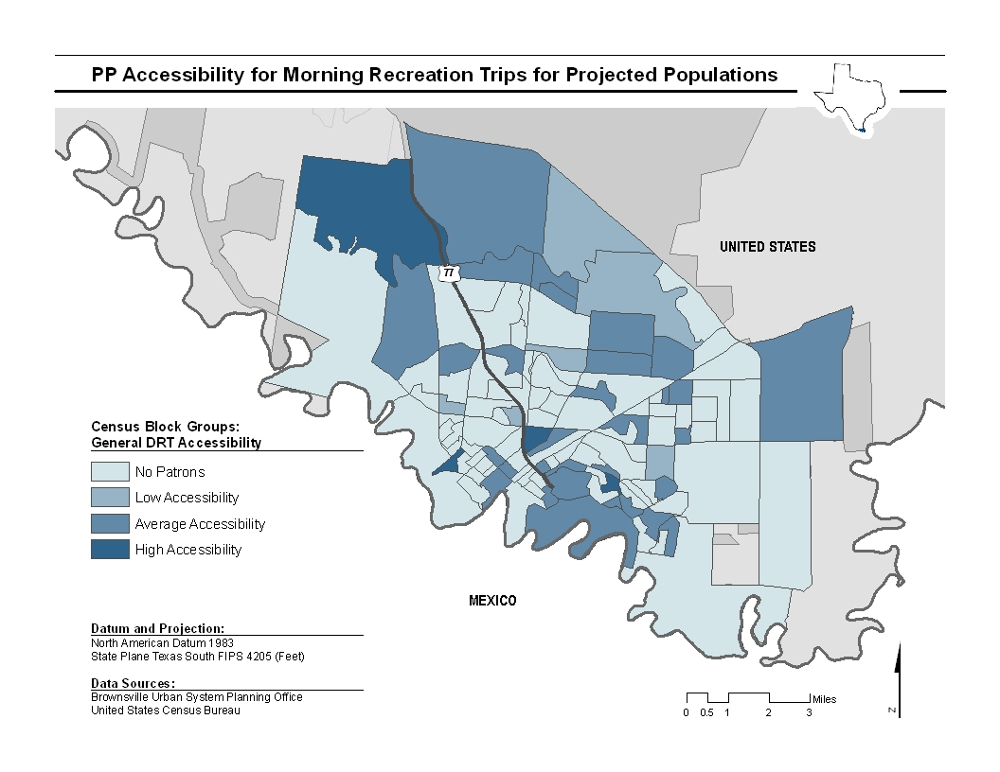 PP Accessibility for Morning Recreation Trips for Projected Populations
UNITED STATES
77
Census Block Groups:
General DRT Accessibility
No Patrons
Low Accessibility
Average Accessibility
High Accessibility
MEXICO
Datum and Projection:
North American Datum 1983
State Plane Texas South FIPS 4205 (Feet)
Data Sources:
Brownsville Urban System Planning Office
United States Census Bureau
Miles
0 0.5 1 2 3
N